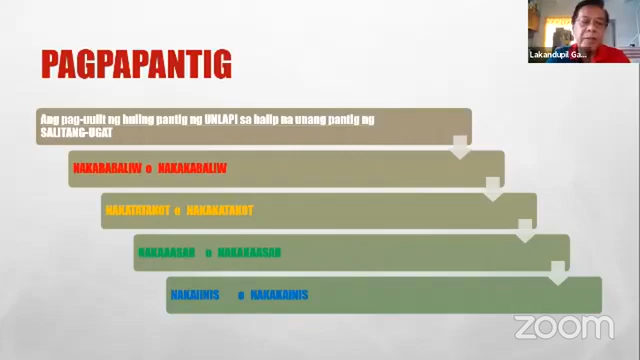 PAGPAPANTIG
Lakandupil Ga...
Ang pag-uulit ng huling pantig ng UNLAPI sa halip na unang pantig ng
SALITANG-UGAT
NAKABABALIW o NAKAKABALIW
NAKATATAKOT o NAKAKATAKOT
NAKAAASAR o NAKAKAASAR
NAKAIINIS o NAKAKAINIS
zoom